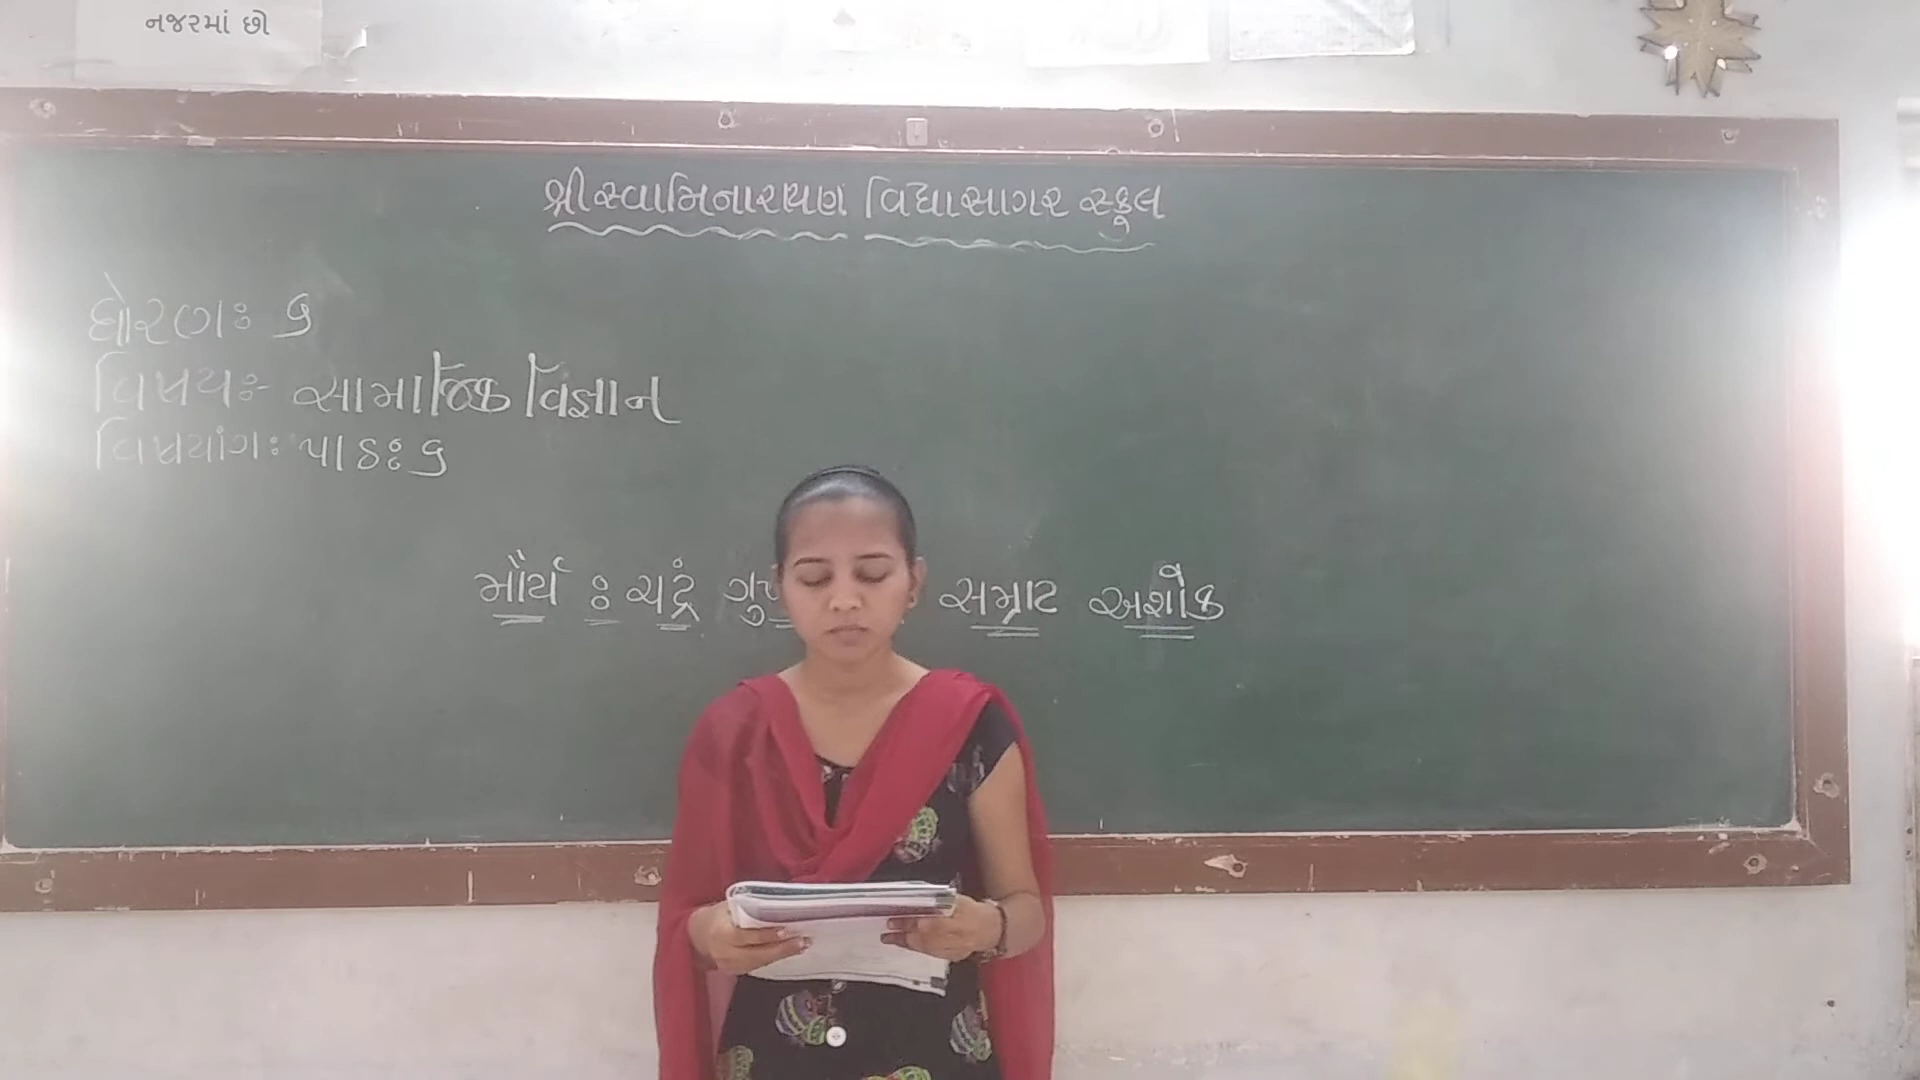 નજરમાં છો
શ્રી સ્વામિનારાયણ વિદ્યાસાગર સ્કુલ
ધોરણઃ ૬
વિષયઃ- સામાજિક વિજ્ઞાન
વિષયાંગઃ પાઠઃ ૬
મૌર્ય ઃ ચંદ્ર સમ્રાટ અશોક